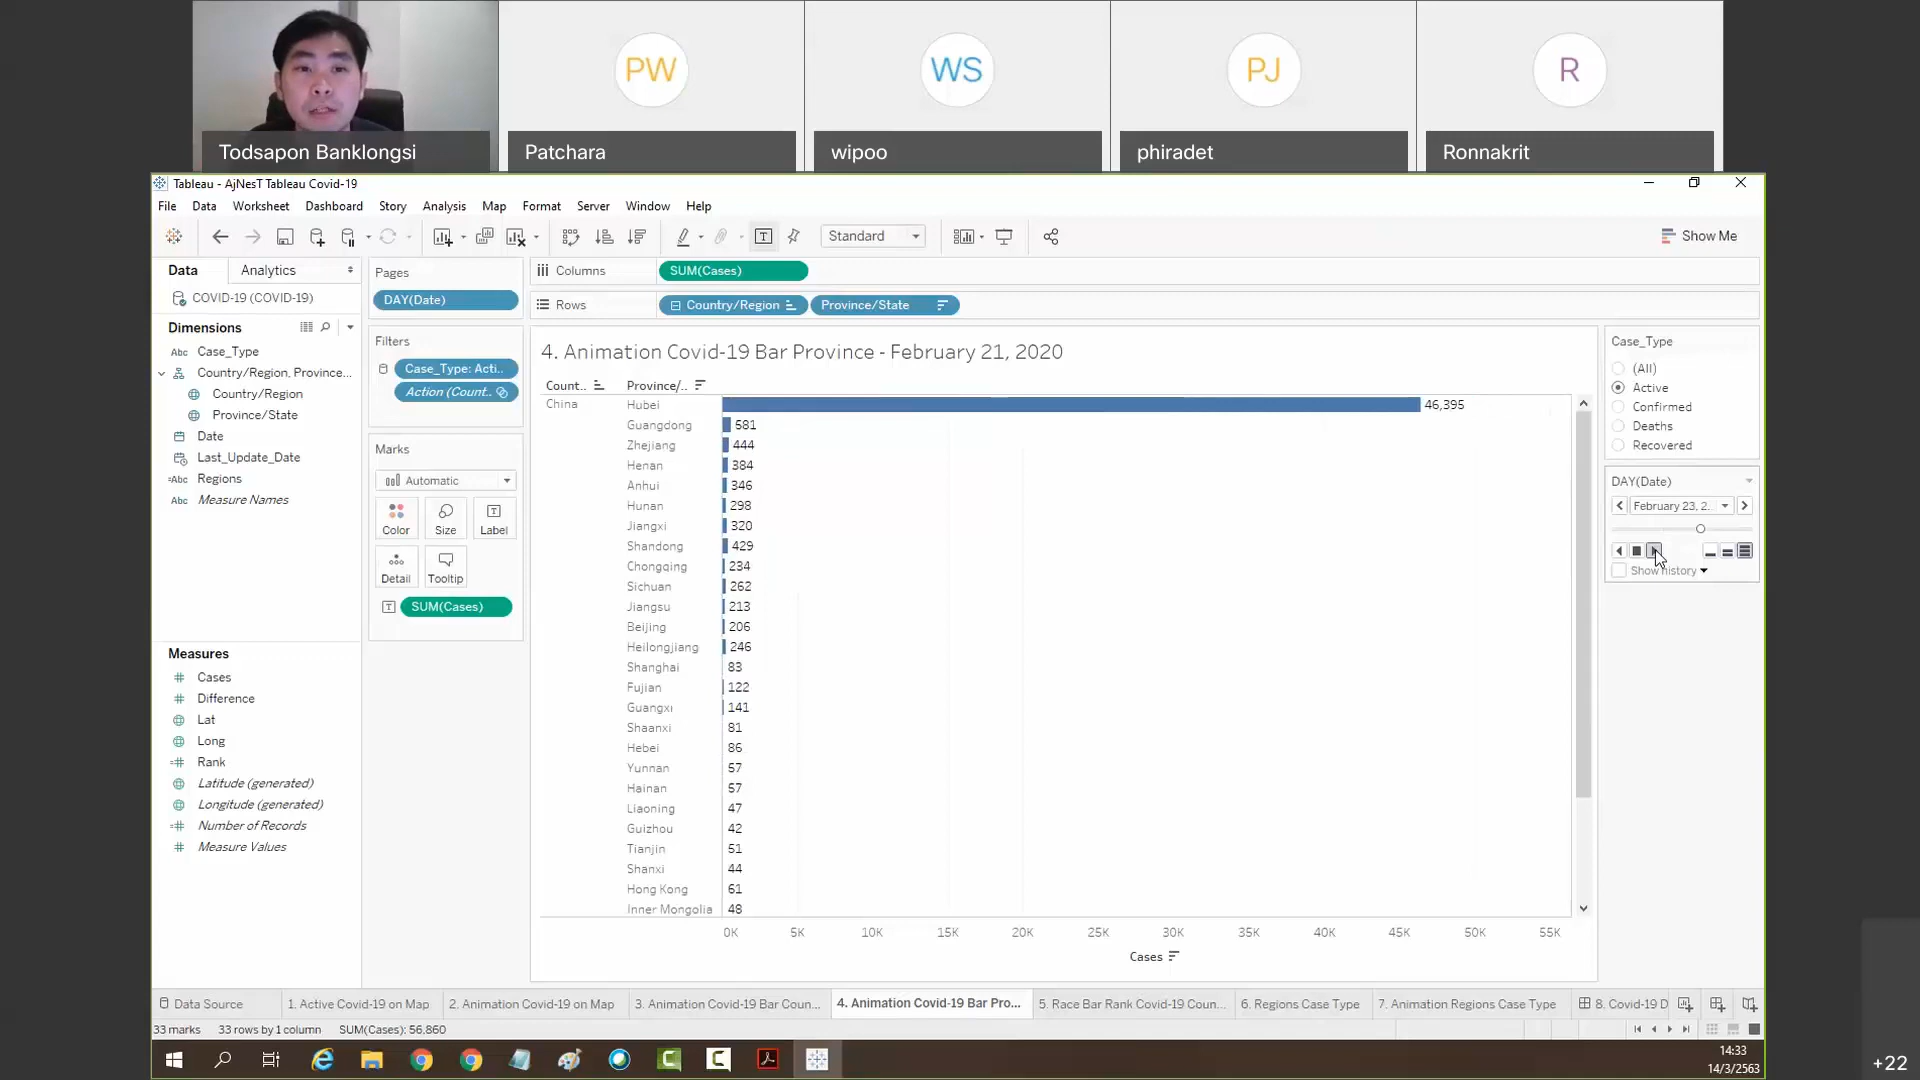 PW
WS
PJ
R
Todsapon Banklongsi
Patchara
wipoo
phiradet
Ronnakrit
Tableau - AjNesT Tableau Covid-19
File Data Worksheet Dashboard Story Analysis Map Format Server Window Help
Standard
Show Me
Data
Analytics
COVID-19 (COVID-19)
Dimensions
Abc Case_Type
Country/Region, Province...
Country/Region
Province/State
Date
Last_Update_Date
=Abc Regions
Abc Measure Names
Measures
# Cases
# Difference
Lat
Long
=# Rank
Latitude (generated)
Longitude (generated)
=# Number of Records
# Measure Values
Pages
DAY(Date)
Filters
Case_Type: Acti..
Action (Count..
Marks
Automatic
Color
Size
Label
Detail
Tooltip
SUM(Cases)
Columns
SUM(Cases)
Rows
Country/Region
Province/State
4. Animation Covid-19 Bar Province - February 21, 2020
Count..
Province/..
China
Hubei 46,395
Guangdong 581
Zhejiang 444
Henan 384
Anhui 346
Hunan 298
Jiangxi 320
Shandong 429
Chongqing 234
Sichuan 262
Jiangsu 213
Beijing 206
Heilongjiang 246
Shanghai 83
Fujian 122
Guangxi 141
Shaanxi 81
Hebei 86
Yunnan 57
Hainan 57
Liaoning 47
Guizhou 42
Tianjin 51
Shanxi 44
Hong Kong 61
Inner Mongolia 48
0K 5K 10K 15K 20K 25K 30K 35K 40K 45K 50K 55K
Cases
Case_Type
(All)
Active
Confirmed
Deaths
Recovered
DAY(Date)
February 23, 2.
Show history
Data Source
1. Active Covid-19 on Map
2. Animation Covid-19 on Map
3. Animation Covid-19 Bar Coun...
4. Animation Covid-19 Bar Pro...
5. Race Bar Rank Covid-19 Coun...
6. Regions Case Type
7. Animation Regions Case Type
8. Covid-19 D
33 marks 33 rows by 1 column SUM(Cases): 56,860
14:33
14/3/2563
+22